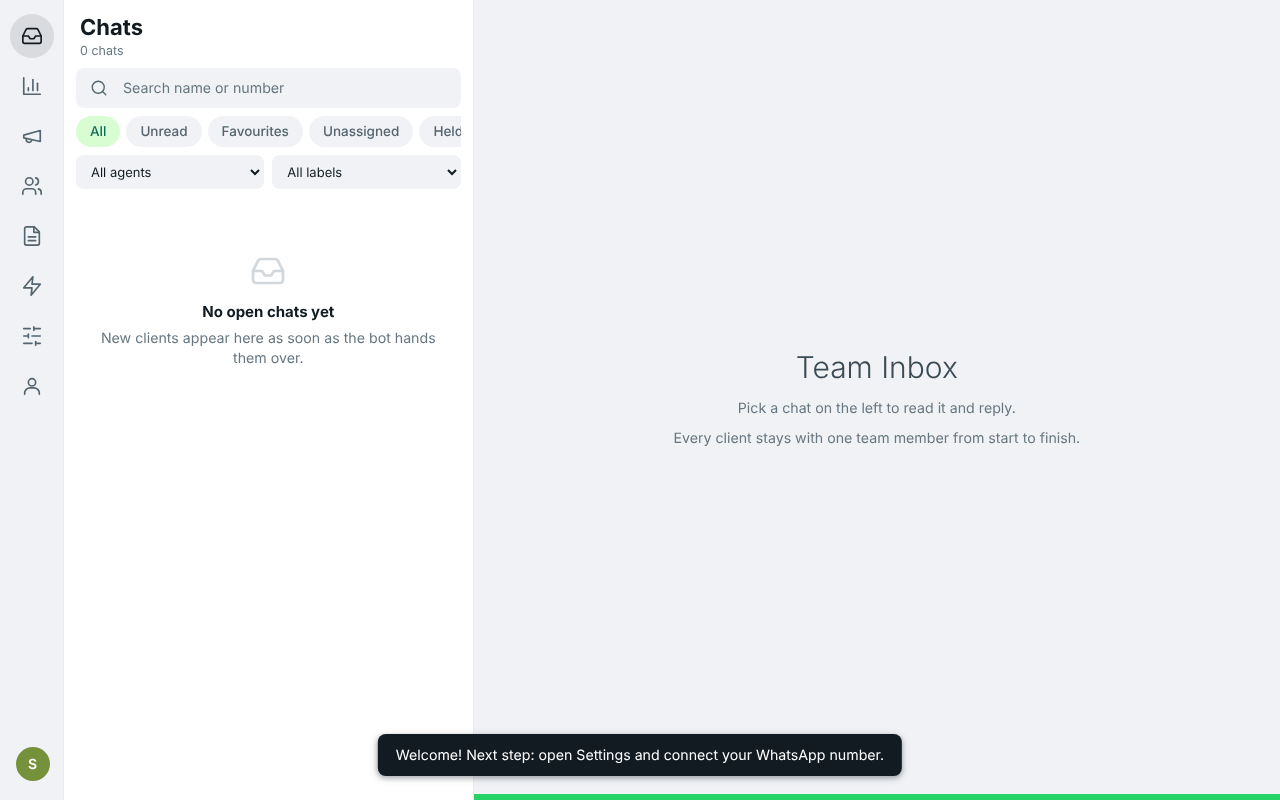 Chats
0 chats
Search name or number
All
Unread
Favourites
Unassigned
Held
All agents
All labels
No open chats yet
New clients appear here as soon as the bot hands
them over.
Team Inbox
Pick a chat on the left to read it and reply.
Every client stays with one team member from start to finish.
S
Welcome! Next step: open Settings and connect your WhatsApp number.